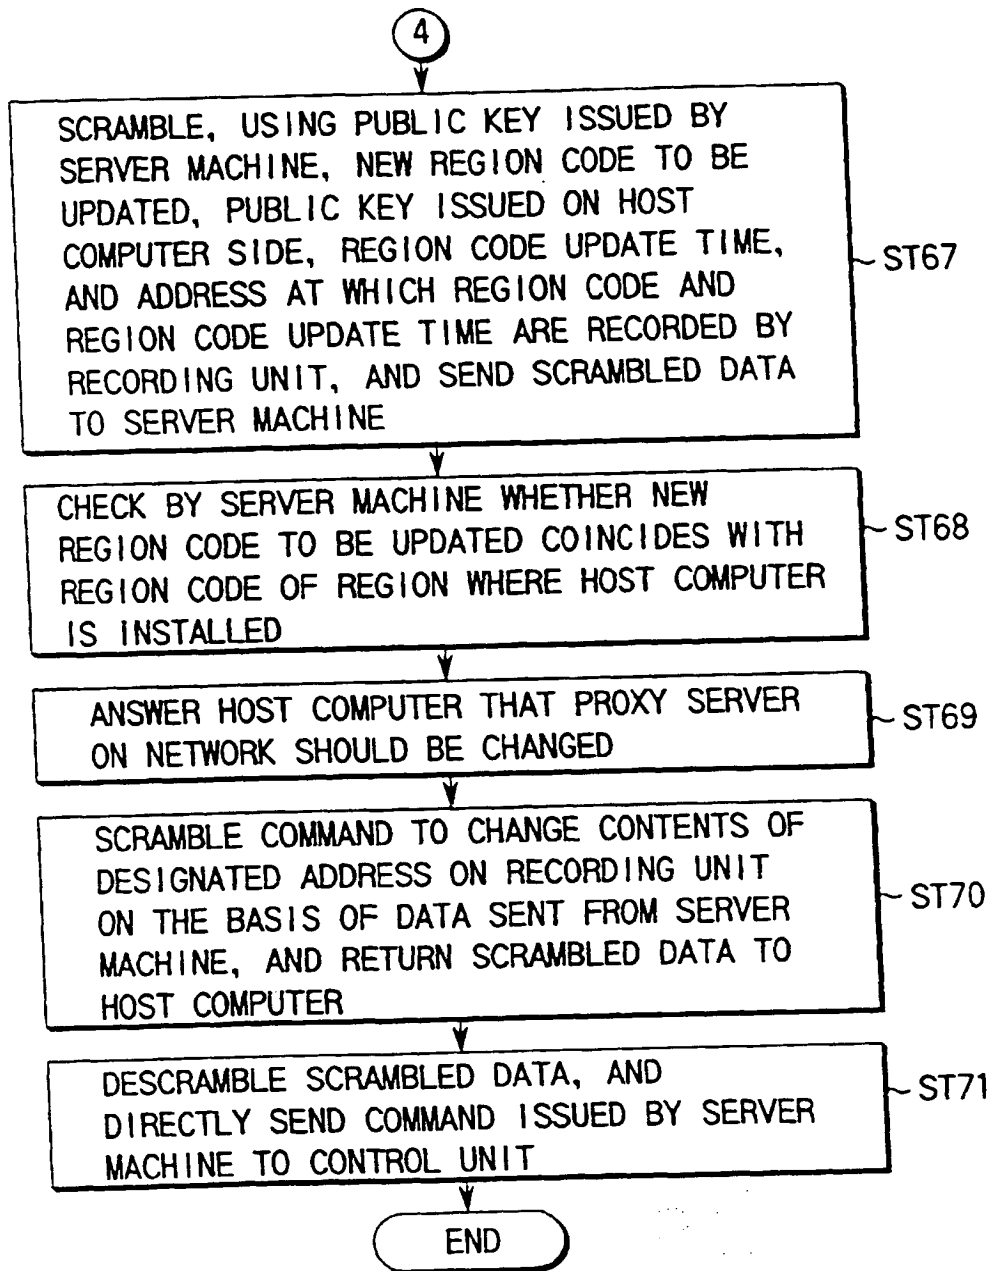 4
SCRAMBLE, USING PUBLIC KEY ISSUED BY
SERVER MACHINE, NEW REGION CODE TO BE
UPDATED, PUBLIC KEY ISSUED ON HOST
COMPUTER SIDE, REGION CODE UPDATE TIME,
AND ADDRESS AT WHICH REGION CODE AND
REGION CODE UPDATE TIME ARE RECORDED BY
RECORDING UNIT, AND SEND SCRAMBLED DATA
TO SERVER MACHINE
ST67
CHECK BY SERVER MACHINE WHETHER NEW
REGION CODE TO BE UPDATED COINCIDES WITH
REGION CODE OF REGION WHERE HOST COMPUTER
IS INSTALLED
ST68
ANSWER HOST COMPUTER THAT PROXY SERVER
ON NETWORK SHOULD BE CHANGED
ST69
SCRAMBLE COMMAND TO CHANGE CONTENTS OF
DESIGNATED ADDRESS ON RECORDING UNIT
ON THE BASIS OF DATA SENT FROM SERVER
MACHINE, AND RETURN SCRAMBLED DATA TO
HOST COMPUTER
ST70
DESCRAMBLE SCRAMBLED DATA, AND
DIRECTLY SEND COMMAND ISSUED BY SERVER
MACHINE TO CONTROL UNIT
ST71
END